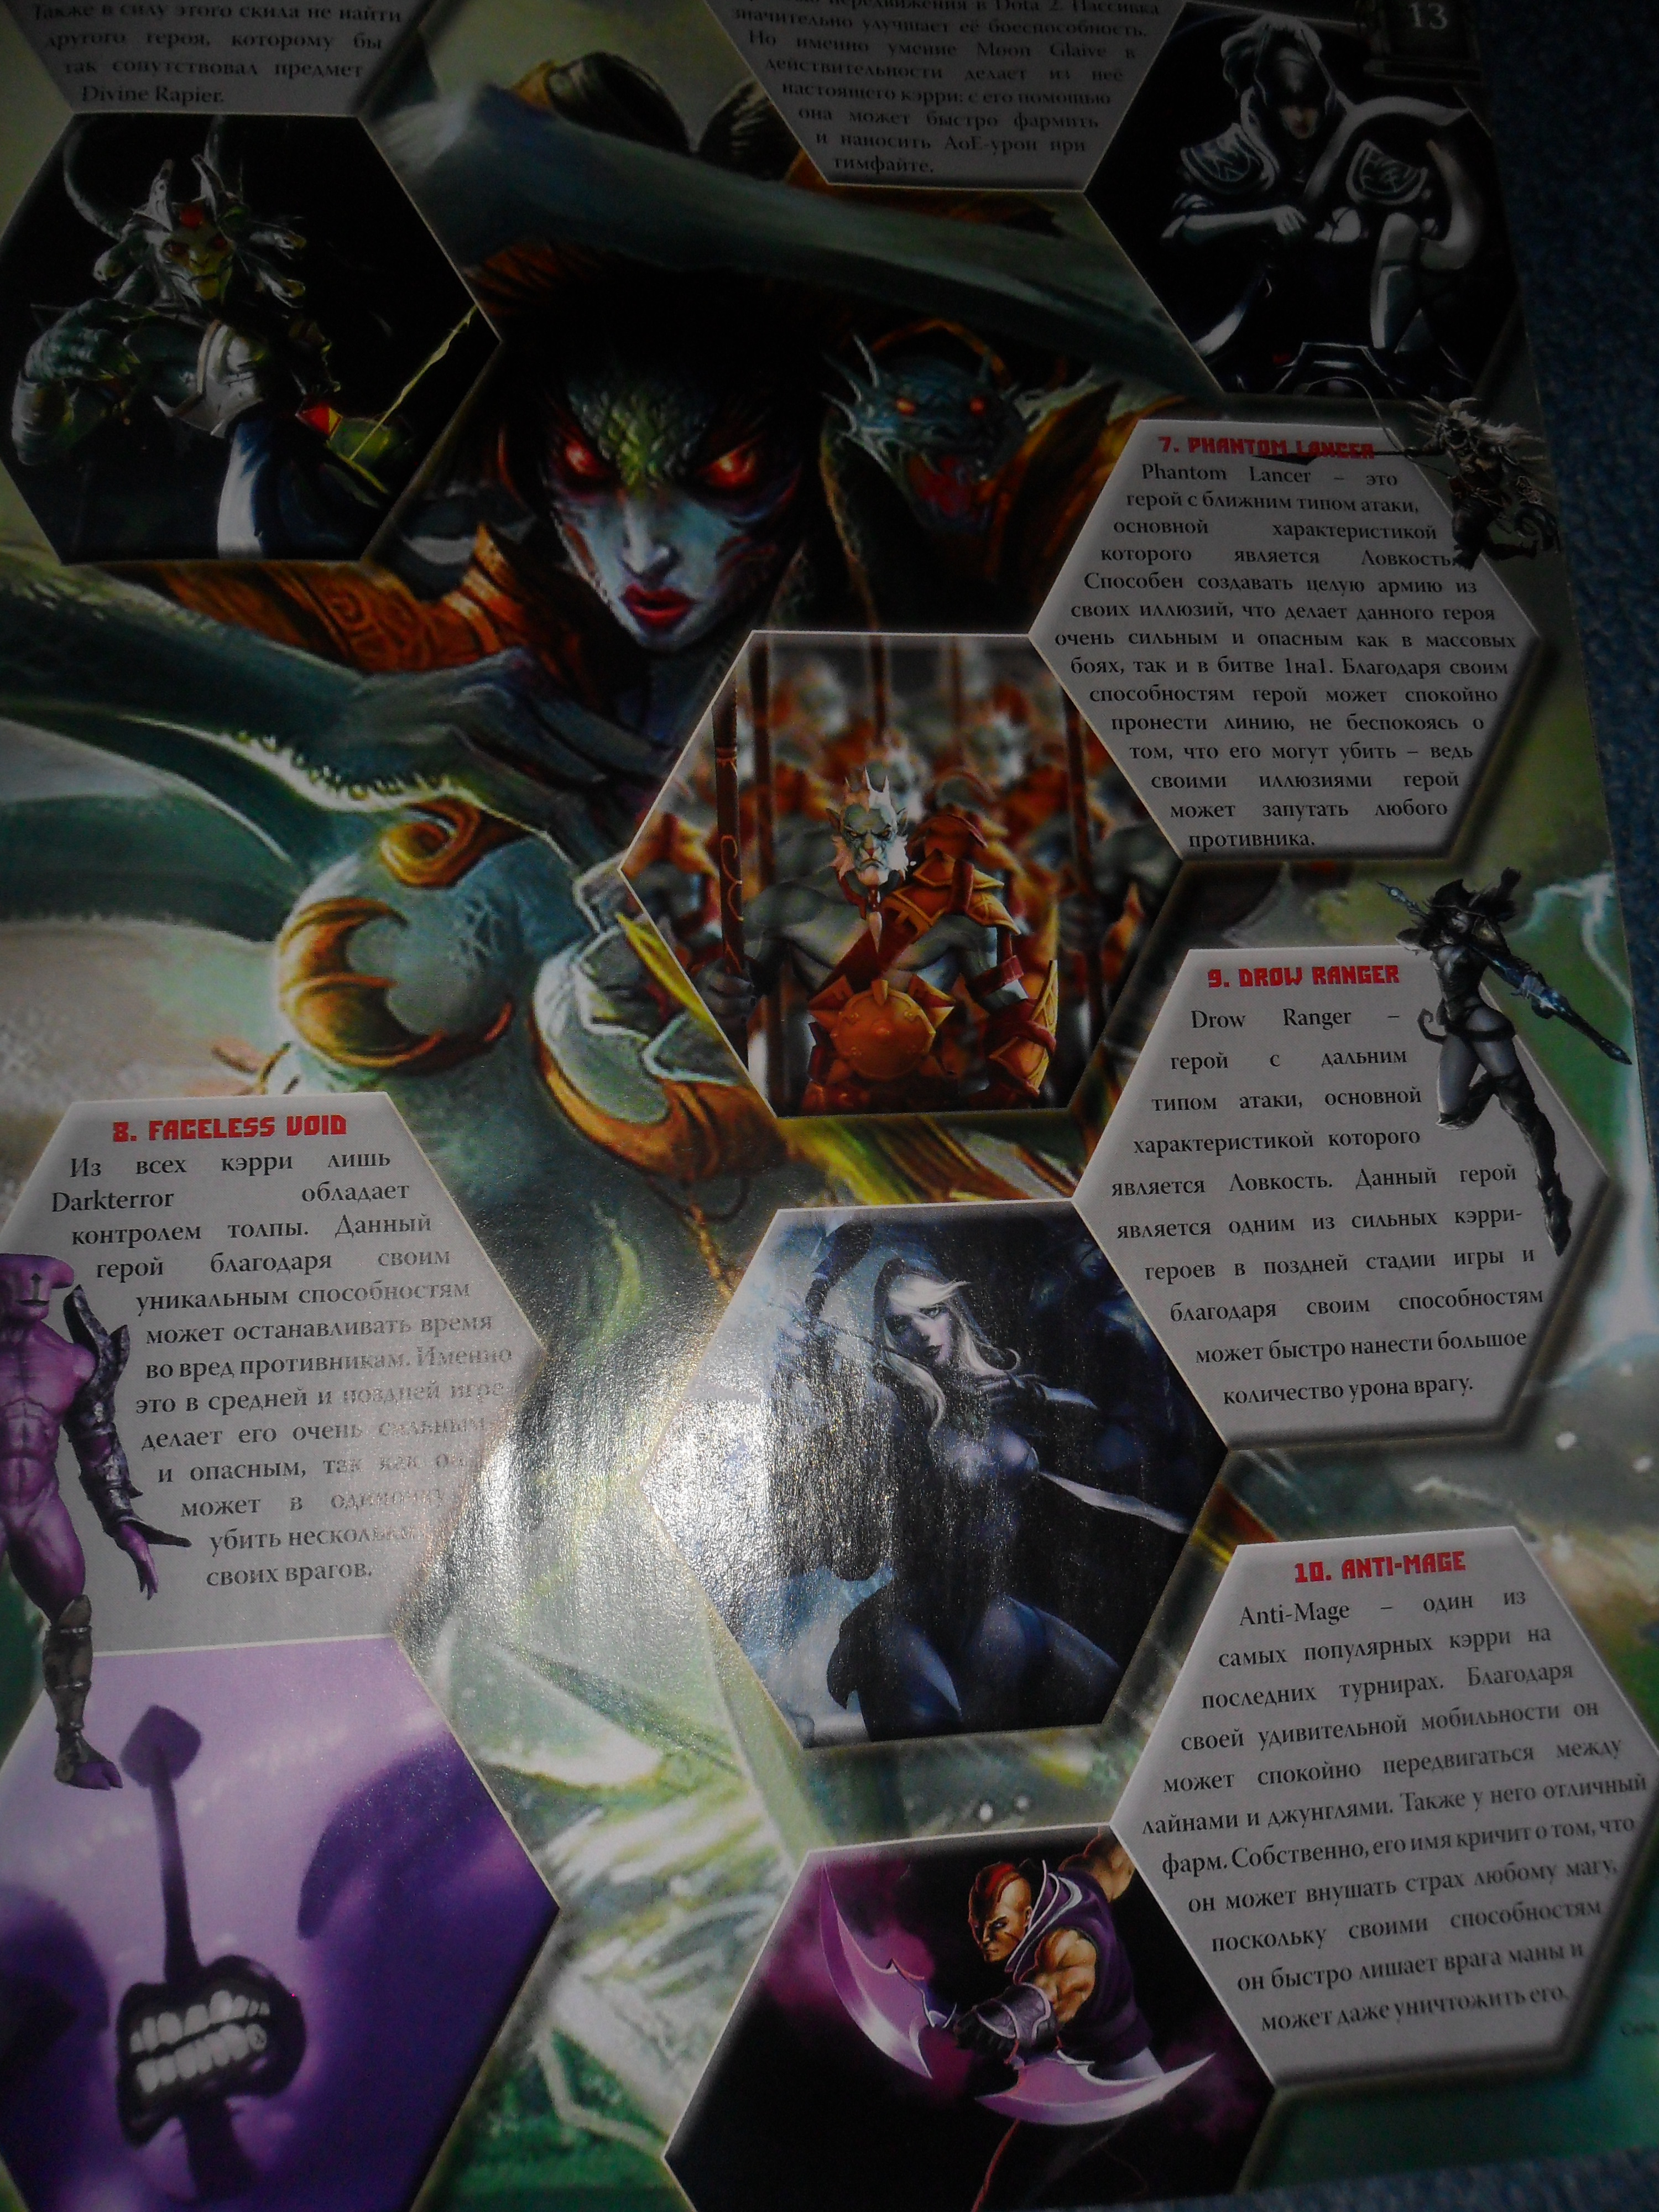 Также в силу этого скила не найти
другого героя, которому бы
так сопутствовал предмет
Divine Rapier.
передвижения в Dota 2. Пассивка
значительно улучшает её боеспособность.
Но именно умение Moon Glaive в
действительности делает из неё
настоящего кэрри: с его помощью
она может быстро фармить
и наносить АоЕ-урон при
тимфайте.
13
7. PHANTOM LANCER
Phantom Lancer – это
герой с ближним типом атаки,
основной характеристикой
которого является Ловкость.
Способен создавать целую армию из
своих иллюзий, что делает данного героя
очень сильным и опасным как в массовых
боях, так и в битве 1на1. Благодаря своим
способностям герой может спокойно
пронести линию, не беспокоясь о
том, что его могут убить – ведь
своими иллюзиями герой
может запутать любого
противника.
8. FACELESS VOID
Из всех кэрри лишь
Darkterror обладает
контролем толпы. Данный
герой благодаря своим
уникальным способностям
может останавливать время
во вред противникам. Именно
это в средней и поздней игре
делает его очень сильным
и опасным, так как он
может в одиночку
убить несколько
своих врагов.
9. DROW RANGER
Drow Ranger –
герой с дальним
типом атаки, основной
характеристикой которого
является Ловкость. Данный герой
является одним из сильных кэрри-
героев в поздней стадии игры и
благодаря своим способностям
может быстро нанести большое
количество урона врагу.
10. ANTI-MAGE
Anti-Mage – один из
самых популярных кэрри на
последних турнирах. Благодаря
своей удивительной мобильности он
может спокойно передвигаться между
лайнами и джунглями. Также у него отличный
фарм. Собственно, его имя кричит о том, что
он может внушать страх любому магу,
поскольку своими способностям
он быстро лишает врага маны и
может даже уничтожить его.